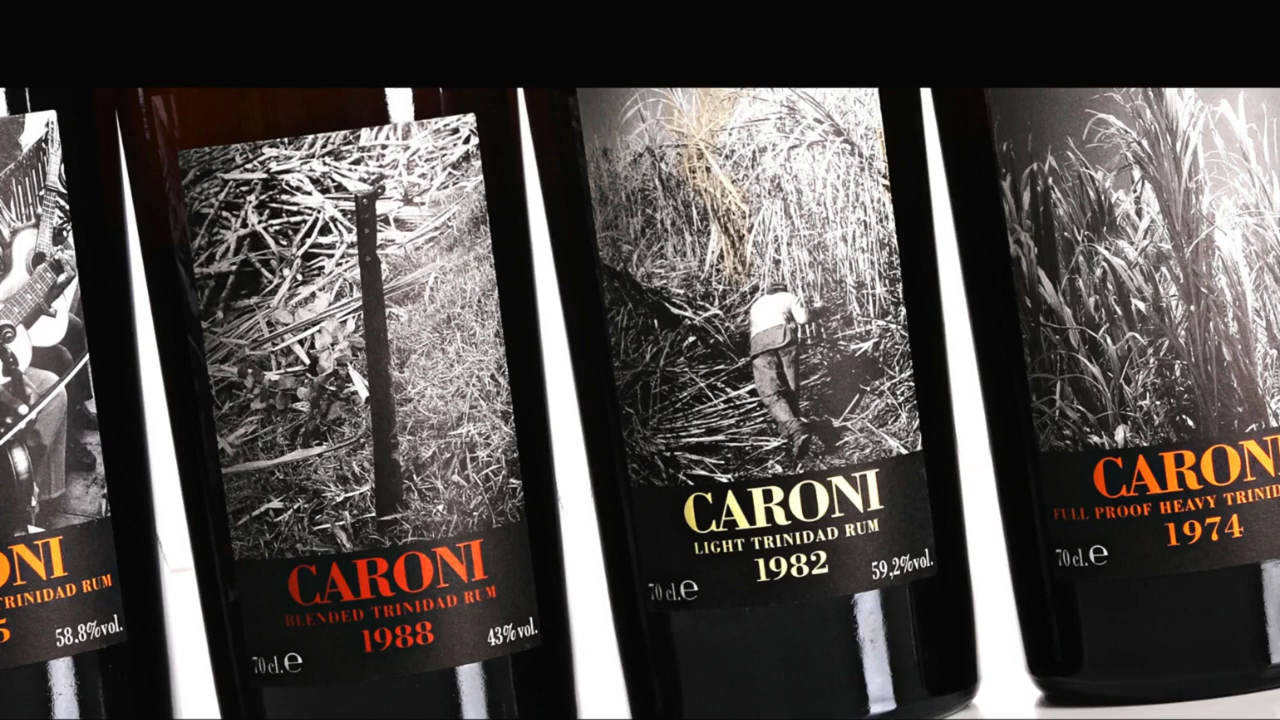 ONI
TRINIDAD RUM
5
58.8%vol.
CARONI
BLENDED TRINIDAD RUM
1988
43%vol.
70cl.e
CARONI
LIGHT TRINIDAD RUM
1982
59,2%vol.
70cl.e
CARONI
FULL PROOF HEAVY TRINID
1974
70cl.e